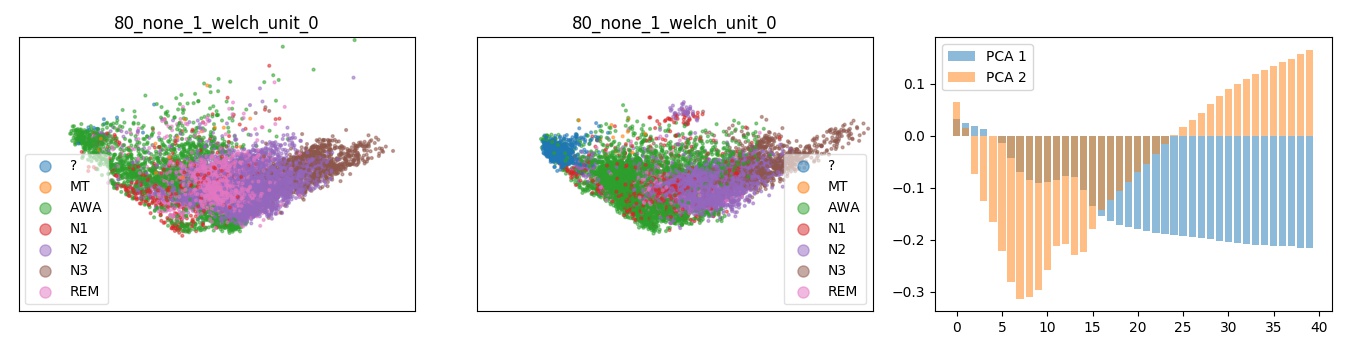 80_none_1_welch_unit_0
?
MT
AWA
N1
N2
N3
REM
80_none_1_welch_unit_0
?
MT
AWA
N1
N2
N3
REM
PCA 1
PCA 2
0.1
0.0
−0.1
−0.2
−0.3
0 5 10 15 20 25 30 35 40